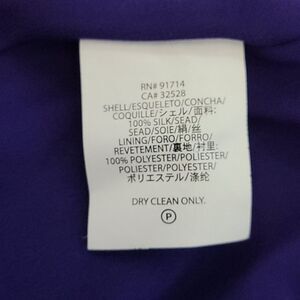 RN# 91714
CA# 32528
SHELL/ESQUELETO/CONCHA/
COQUILLE/シェル/面料:
100% SILK/SEAD/
SEAD/SOIE/絹/丝
LINING/FORO/FORRO/
REVETEMENT/裏地/衬里:
100% POLYESTER/POLIESTER/
POLIESTER/POLYESTER/
ポリエステル/涤纶
DRY CLEAN ONLY.
P